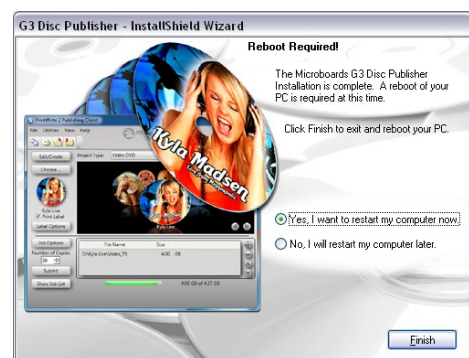 G3 Disc Publisher - InstallShield Wizard
Reboot Required!
The Microboards G3 Disc Publisher
Installation is complete. A reboot of your
PC is required at this time.
Click Finish to exit and reboot your PC.
Yes, I want to restart my computer now.
No, I will restart my computer later.
Finish
Kyla Madsen
PrintWrite 2 Publishing Client
File Utilities View Help
Edit/Create
Project Type: Video DVD
Choose...
Kyla Live
Print Label
Label Options
Kyla Live
Job Options
Number of Copies
File Name Size
Submit
Show Job List
4.00 GB of 4.37 GB